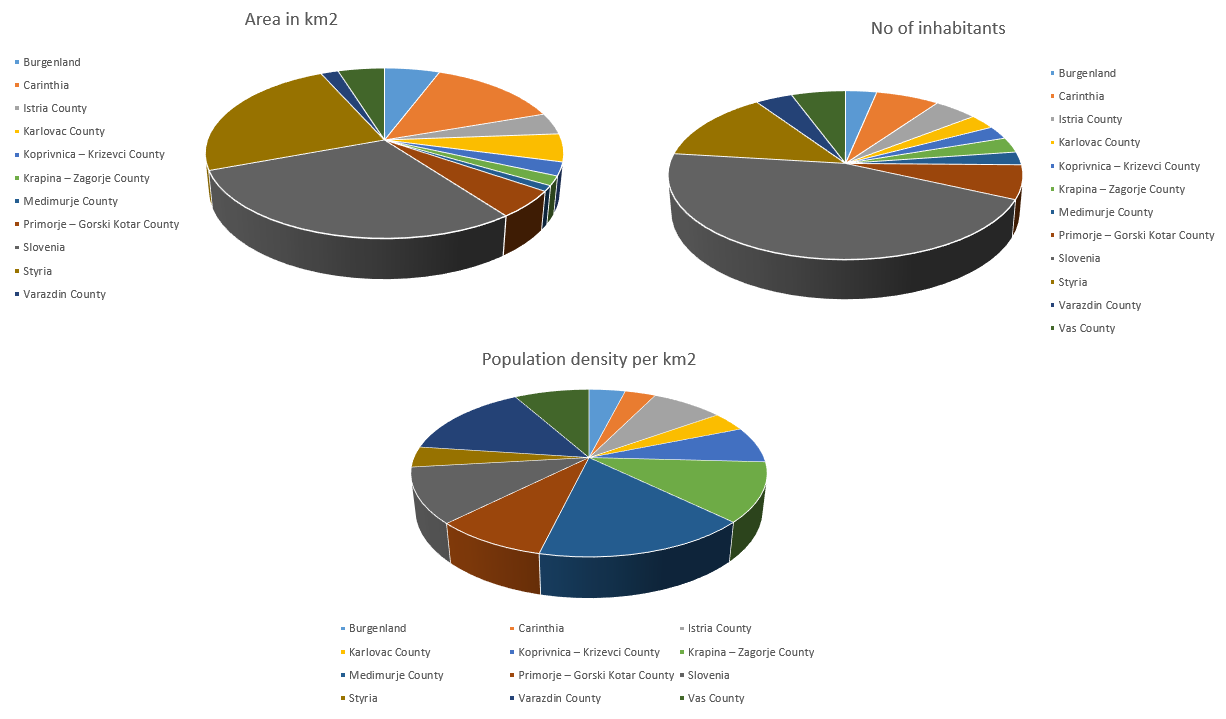 Area in km2
Burgenland
Carinthia
Istria County
Karlovac County
Koprivnica – Krizevci County
Krapina – Zagorje County
Medimurje County
Primorje – Gorski Kotar County
Slovenia
Styria
Varazdin County
No of inhabitants
Burgenland
Carinthia
Istria County
Karlovac County
Koprivnica – Krizevci County
Krapina – Zagorje County
Medimurje County
Primorje – Gorski Kotar County
Slovenia
Styria
Varazdin County
Vas County
Population density per km2
Burgenland Carinthia Istria County
Karlovac County Koprivnica – Krizevci County Krapina – Zagorje County
Medimurje County Primorje – Gorski Kotar County Slovenia
Styria Varazdin County Vas County